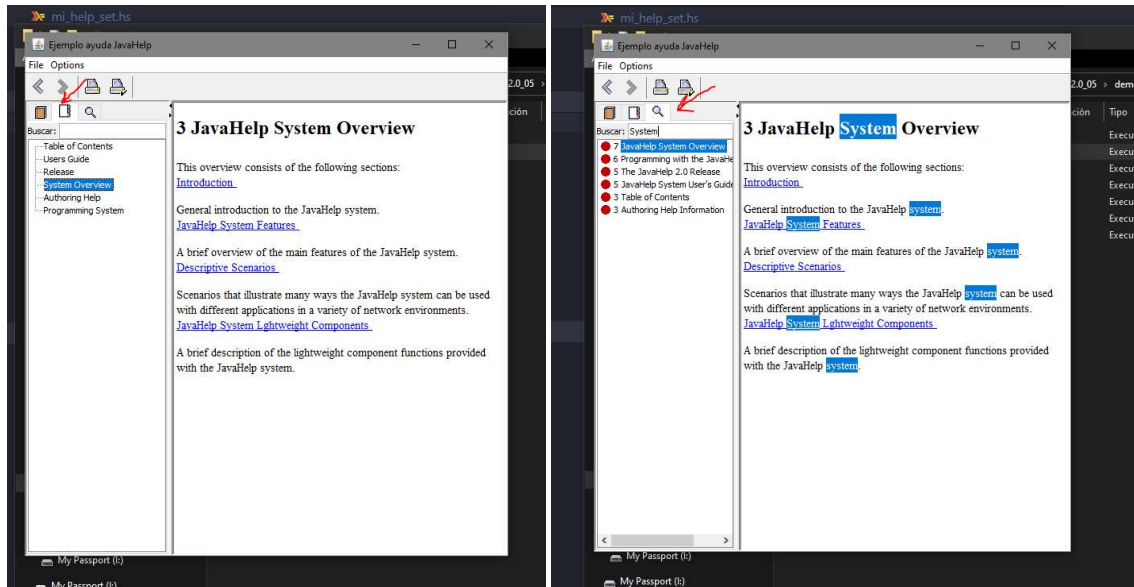 mi_help_set.hs
Ejemplo ayuda JavaHelp
File Options
2.0_05
ción
Buscar:
Table of Contents
Users Guide
Release
System Overview
Authoring Help
Programming System
3 JavaHelp System Overview
This overview consists of the following sections:
Introduction
General introduction to the JavaHelp system.
JavaHelp System Features
A brief overview of the main features of the JavaHelp system.
Descriptive Scenarios
Scenarios that illustrate many ways the JavaHelp system can be used
with different applications in a variety of network environments.
JavaHelp System Lghtweight Components
A brief description of the lightweight component functions provided
with the JavaHelp system.
My Passport (I:)
My Passport (I:)
mi_help_set.hs
Ejemplo ayuda JavaHelp
File Options
2.0_05 › dem
ción Tipo
Buscar: System
7 JavaHelp System Overview
6 Programming with the JavaHe
5 The JavaHelp 2.0 Release
5 JavaHelp System User's Guide
3 Table of Contents
3 Authoring Help Information
3 JavaHelp System Overview
This overview consists of the following sections:
Introduction
General introduction to the JavaHelp system.
JavaHelp System Features
A brief overview of the main features of the JavaHelp system.
Descriptive Scenarios
Scenarios that illustrate many ways the JavaHelp system can be used
with different applications in a variety of network environments.
JavaHelp System Lghtweight Components
A brief description of the lightweight component functions provided
with the JavaHelp system.
Execu
Execu
Execu
Execu
Execu
Execu
Execu
My Passport (I:)
My Passport (I:)